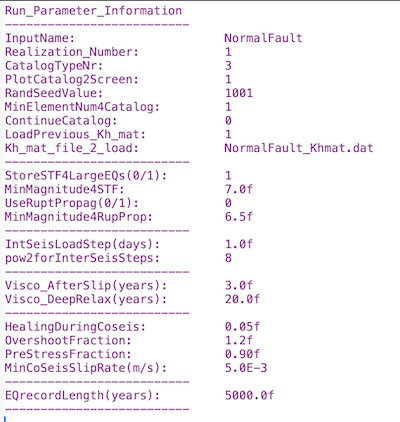 Run_Parameter_Information
--------------------------
InputName: NormalFault
Realization_Number: 1
CatalogTypeNr: 3
PlotCatalog2Screen: 1
RandSeedValue: 1001
MinElementNum4Catalog: 1
ContinueCatalog: 0
LoadPrevious_Kh_mat: 1
Kh_mat_file_2_load: NormalFault_Khmat.dat
--------------------------
StoreSTF4LargeEQs(0/1): 1
MinMagnitude4STF: 7.0f
UseRuptPropag(0/1): 0
MinMagnitude4RupProp: 6.5f
--------------------------
IntSeisLoadStep(days): 1.0f
pow2forInterSeisSteps: 8
--------------------------
Visco_AfterSlip(years): 3.0f
Visco_DeepRelax(years): 20.0f
--------------------------
HealingDuringCoseis: 0.05f
OvershootFraction: 1.2f
PreStressFraction: 0.90f
MinCoSeisSlipRate(m/s): 5.0E-3
--------------------------
EQrecordLength(years): 5000.0f
--------------------------